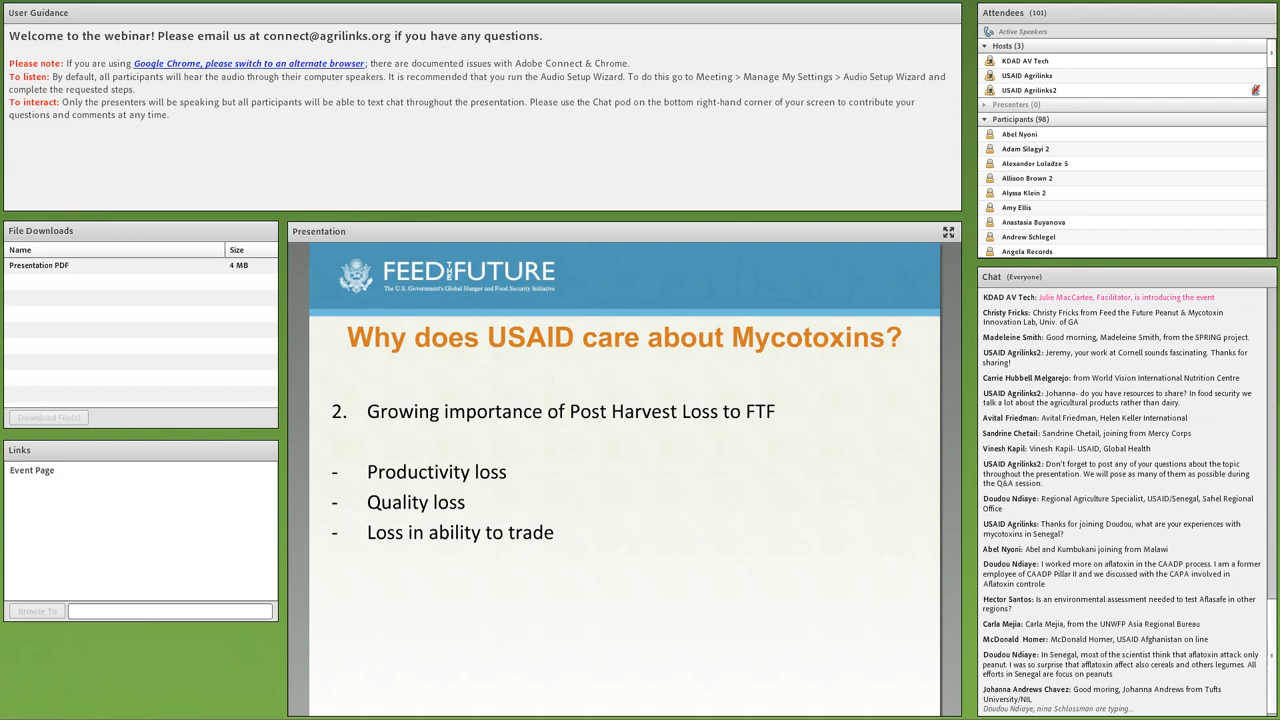 User Guidance
Welcome to the webinar! Please email us at connect@agrilinks.org if you have any questions.
Please note: If you are using Google Chrome, please switch to an alternate browser; there are documented issues with Adobe Connect & Chrome.
To listen: By default, all participants will hear the audio through their computer speakers. It is recommended that you run the Audio Setup Wizard. To do this go to Meeting > Manage My Settings > Audio Setup Wizard and
complete the requested steps.
To interact: Only the presenters will be speaking but all participants will be able to text chat throughout the presentation. Please use the Chat pod on the bottom right-hand corner of your screen to contribute your
questions and comments at any time.
File Downloads
Name Size
Presentation PDF 4 MB
Download File(s)
Links
Event Page
Browse To
Presentation
FEED THE FUTURE
The U.S. Government's Global Hunger and Food Security Initiative
Why does USAID care about Mycotoxins?
2. Growing importance of Post Harvest Loss to FTF
- Productivity loss
- Quality loss
- Loss in ability to trade
Attendees (101)
Active Speakers
Hosts (3)
KDAD AV Tech
USAID Agrilinks
USAID Agrilinks2
Presenters (0)
Participants (98)
Abel Nyoni
Adam Silagyi 2
Alexander Loladze 5
Allison Brown 2
Alyssa Klein 2
Amy Ellis
Anastasia Buyanova
Andrew Schlegel
Angela Records
Chat (Everyone)
KDAD AV Tech: Julie MacCartee, Facilitator, is introducing the event
Christy Fricks: Christy Fricks from Feed the Future Peanut & Mycotoxin
Innovation Lab, Univ. of GA
Madeleine Smith: Good morning, Madeleine Smith, from the SPRING project.
USAID Agrilinks2: Jeremy, your work at Cornell sounds fascinating. Thanks for
sharing!
Carrie Hubbell Melgarejo: from World Vision International Nutrition Centre
USAID Agrilinks2: Johanna- do you have resources to share? In food security we
talk a lot about the agricultural products rather than dairy.
Avital Friedman: Avital Friedman, Helen Keller International
Sandrine Chetail: Sandrine Chetail, joining from Mercy Corps
Vinesh Kapil: Vinesh Kapil- USAID, Global Health
USAID Agrilinks2: Don't forget to post any of your questions about the topic
throughout the presentation. We will pose as many of them as possible during
the Q&A session.
Doudou Ndiaye: Regional Agriculture Specialist, USAID/Senegal, Sahel Regional
Office
USAID Agrilinks: Thanks for joining Doudou, what are your experiences with
mycotoxins in Senegal?
Abel Nyoni: Abel and Kumbukani joining from Malawi
Doudou Ndiaye: I worked more on aflatoxin in the CAADP process. I am a former
employee of CAADP Pillar II and we discussed with the CAPA involved in
Aflatoxin controle
Hector Santos: Is an environmental assessment needed to test Aflasafe in other
regions?
Carla Mejia: Carla Mejia, from the UNWFP Asia Regional Bureau
McDonald Homer: McDonald Homer, USAID Afghanistan on line
Doudou Ndiaye: In Senegal, most of the scientist think that aflatoxin attack only
peanut. I was so surprise that afflatoxin affect also cereals and others legumes. All
efforts in Senegal are focus on peanuts
Johanna Andrews Chavez: Good moring, Johanna Andrews from Tufts
University/NIL
Doudou Ndiaye, nina Schlossman are typing...